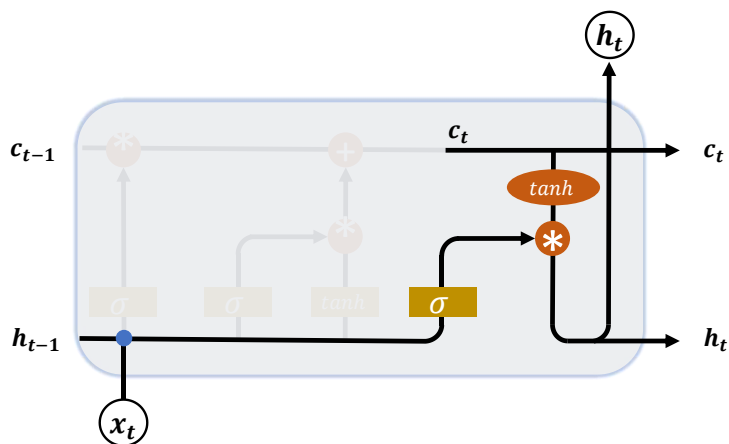 h_t
c_{t-1} * + c_t c_t
tanh
* *
σ σ tanh σ
h_{t-1} h_t
x_t